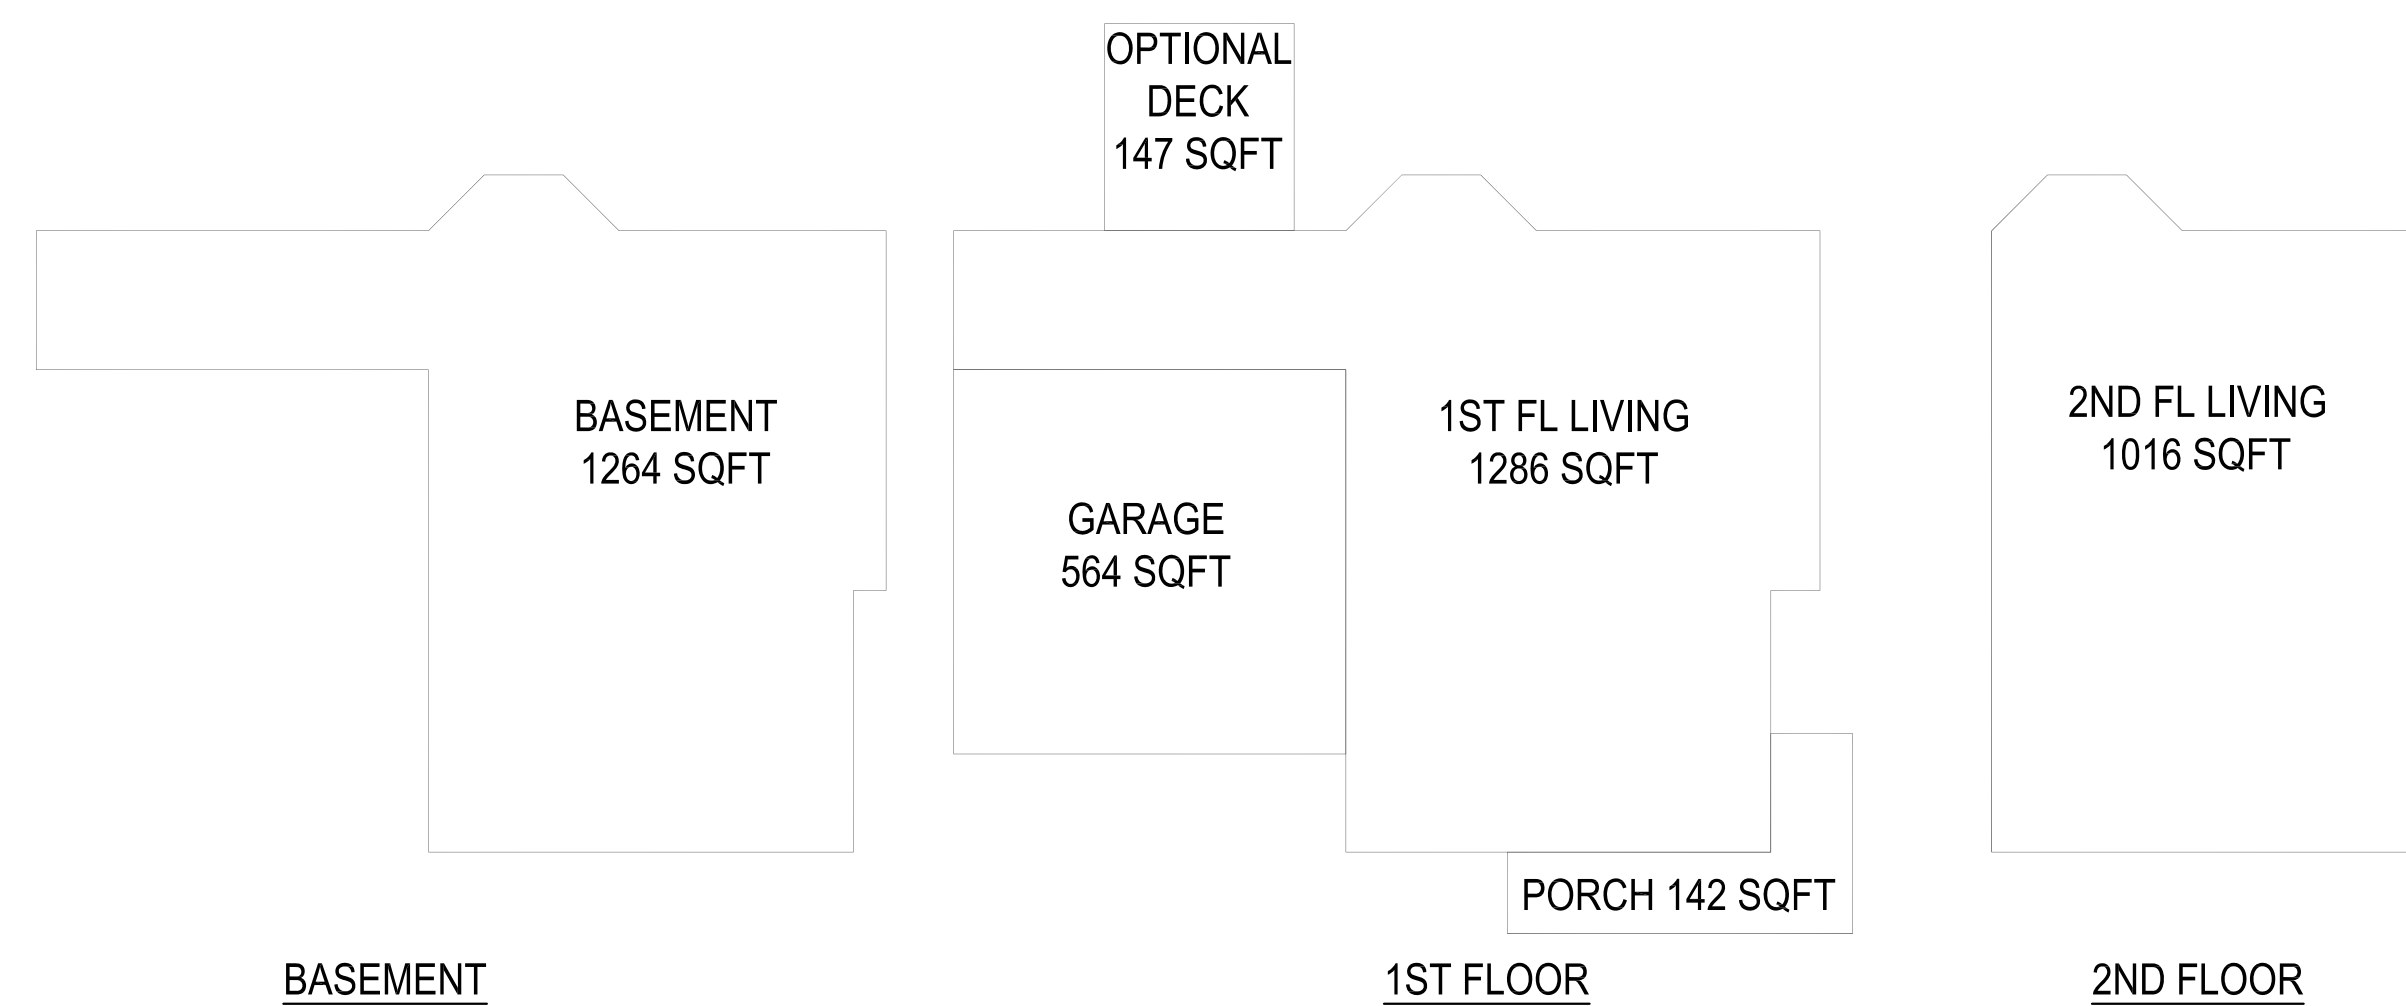 OPTIONAL
DECK
147 SQFT
BASEMENT
1264 SQFT
1ST FL LIVING
1286 SQFT
2ND FL LIVING
1016 SQFT
GARAGE
564 SQFT
PORCH 142 SQFT
BASEMENT
1ST FLOOR
2ND FLOOR